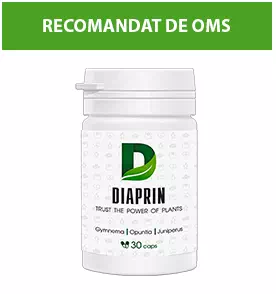 RECOMANDAT DE OMS
D
DIAPRIN
TRUST THE POWER OF PLANTS
Gymnema | Opuntia | Juniperus
30 caps